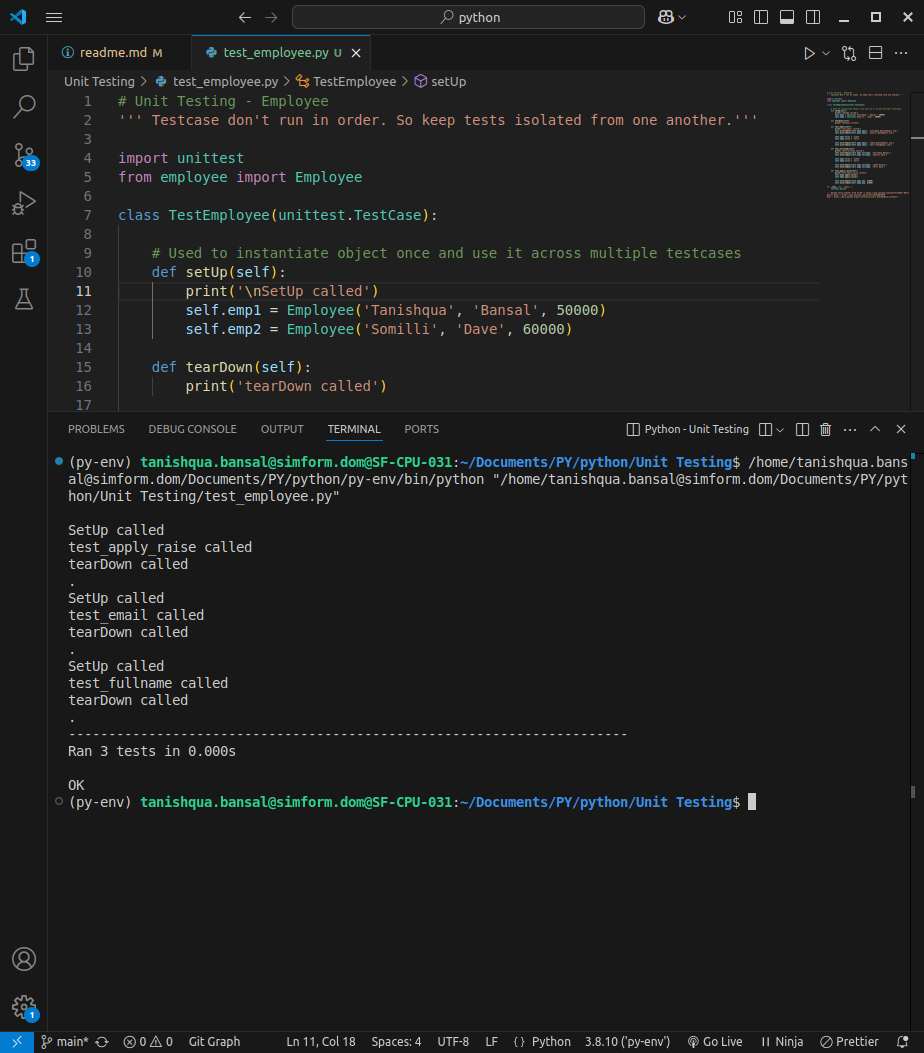 python
readme.md M
test_employee.py U
Unit Testing > test_employee.py > TestEmployee > setUp
1 # Unit Testing - Employee
2 ''' Testcase don't run in order. So keep tests isolated from one another.'''
3
4 import unittest
5 from employee import Employee
6
7 class TestEmployee(unittest.TestCase):
8
9 # Used to instantiate object once and use it across multiple testcases
10 def setUp(self):
11 print('\nSetUp called')
12 self.emp1 = Employee('Tanishqua', 'Bansal', 50000)
13 self.emp2 = Employee('Somilli', 'Dave', 60000)
14
15 def tearDown(self):
16 print('tearDown called')
17
33
1
PROBLEMS DEBUG CONSOLE OUTPUT TERMINAL PORTS Python - Unit Testing
(py-env) tanishqua.bansal@simform.dom@SF-CPU-031:~/Documents/PY/python/Unit Testing$ /home/tanishqua.bans
al@simform.dom/Documents/PY/python/py-env/bin/python "/home/tanishqua.bansal@simform.dom/Documents/PY/pyt
hon/Unit Testing/test_employee.py"
SetUp called
test_apply_raise called
tearDown called
.
SetUp called
test_email called
tearDown called
.
SetUp called
test_fullname called
tearDown called
.
----------------------------------------------------------------------
Ran 3 tests in 0.000s
OK
(py-env) tanishqua.bansal@simform.dom@SF-CPU-031:~/Documents/PY/python/Unit Testing$
1
main* 0 0 Git Graph Ln 11, Col 18 Spaces: 4 UTF-8 LF {} Python 3.8.10 ('py-env') Go Live Ninja Prettier